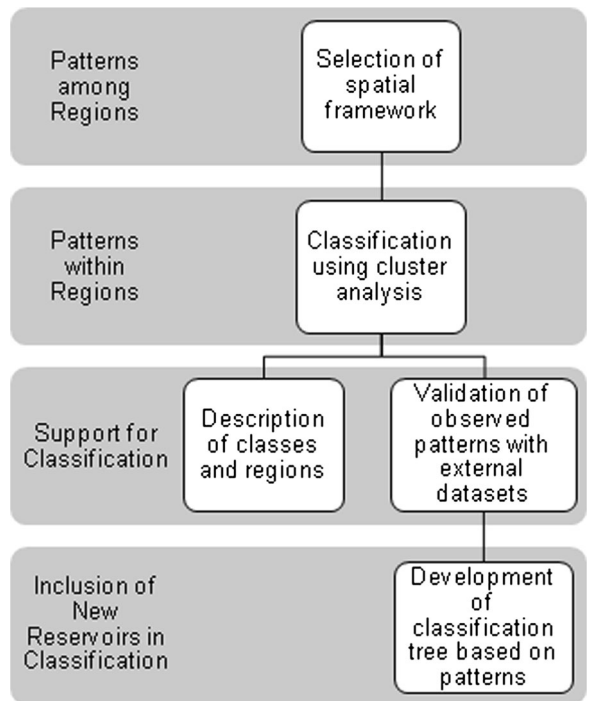 Patterns
among
Regions
Selection of
spatial
framework
Patterns
within
Regions
Classification
using cluster
analysis
Support for
Classification
Description
of classes
and regions
Validation of
observed
patterns with
external
datasets
Inclusion of
New
Reservoirs in
Classification
Development
of
classification
tree based on
patterns